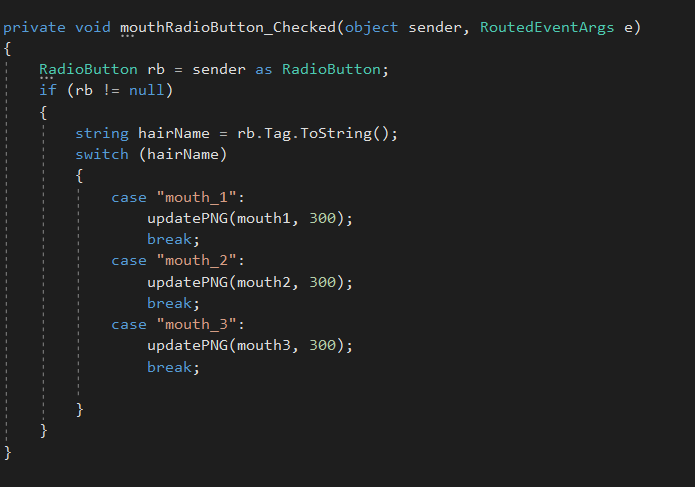 private void mouthRadioButton_Checked(object sender, RoutedEventArgs e)
{
RadioButton rb = sender as RadioButton;
if (rb != null)
{
string hairName = rb.Tag.ToString();
switch (hairName)
{
case "mouth_1":
updatePNG(mouth1, 300);
break;
case "mouth_2":
updatePNG(mouth2, 300);
break;
case "mouth_3":
updatePNG(mouth3, 300);
break;
}
}
}